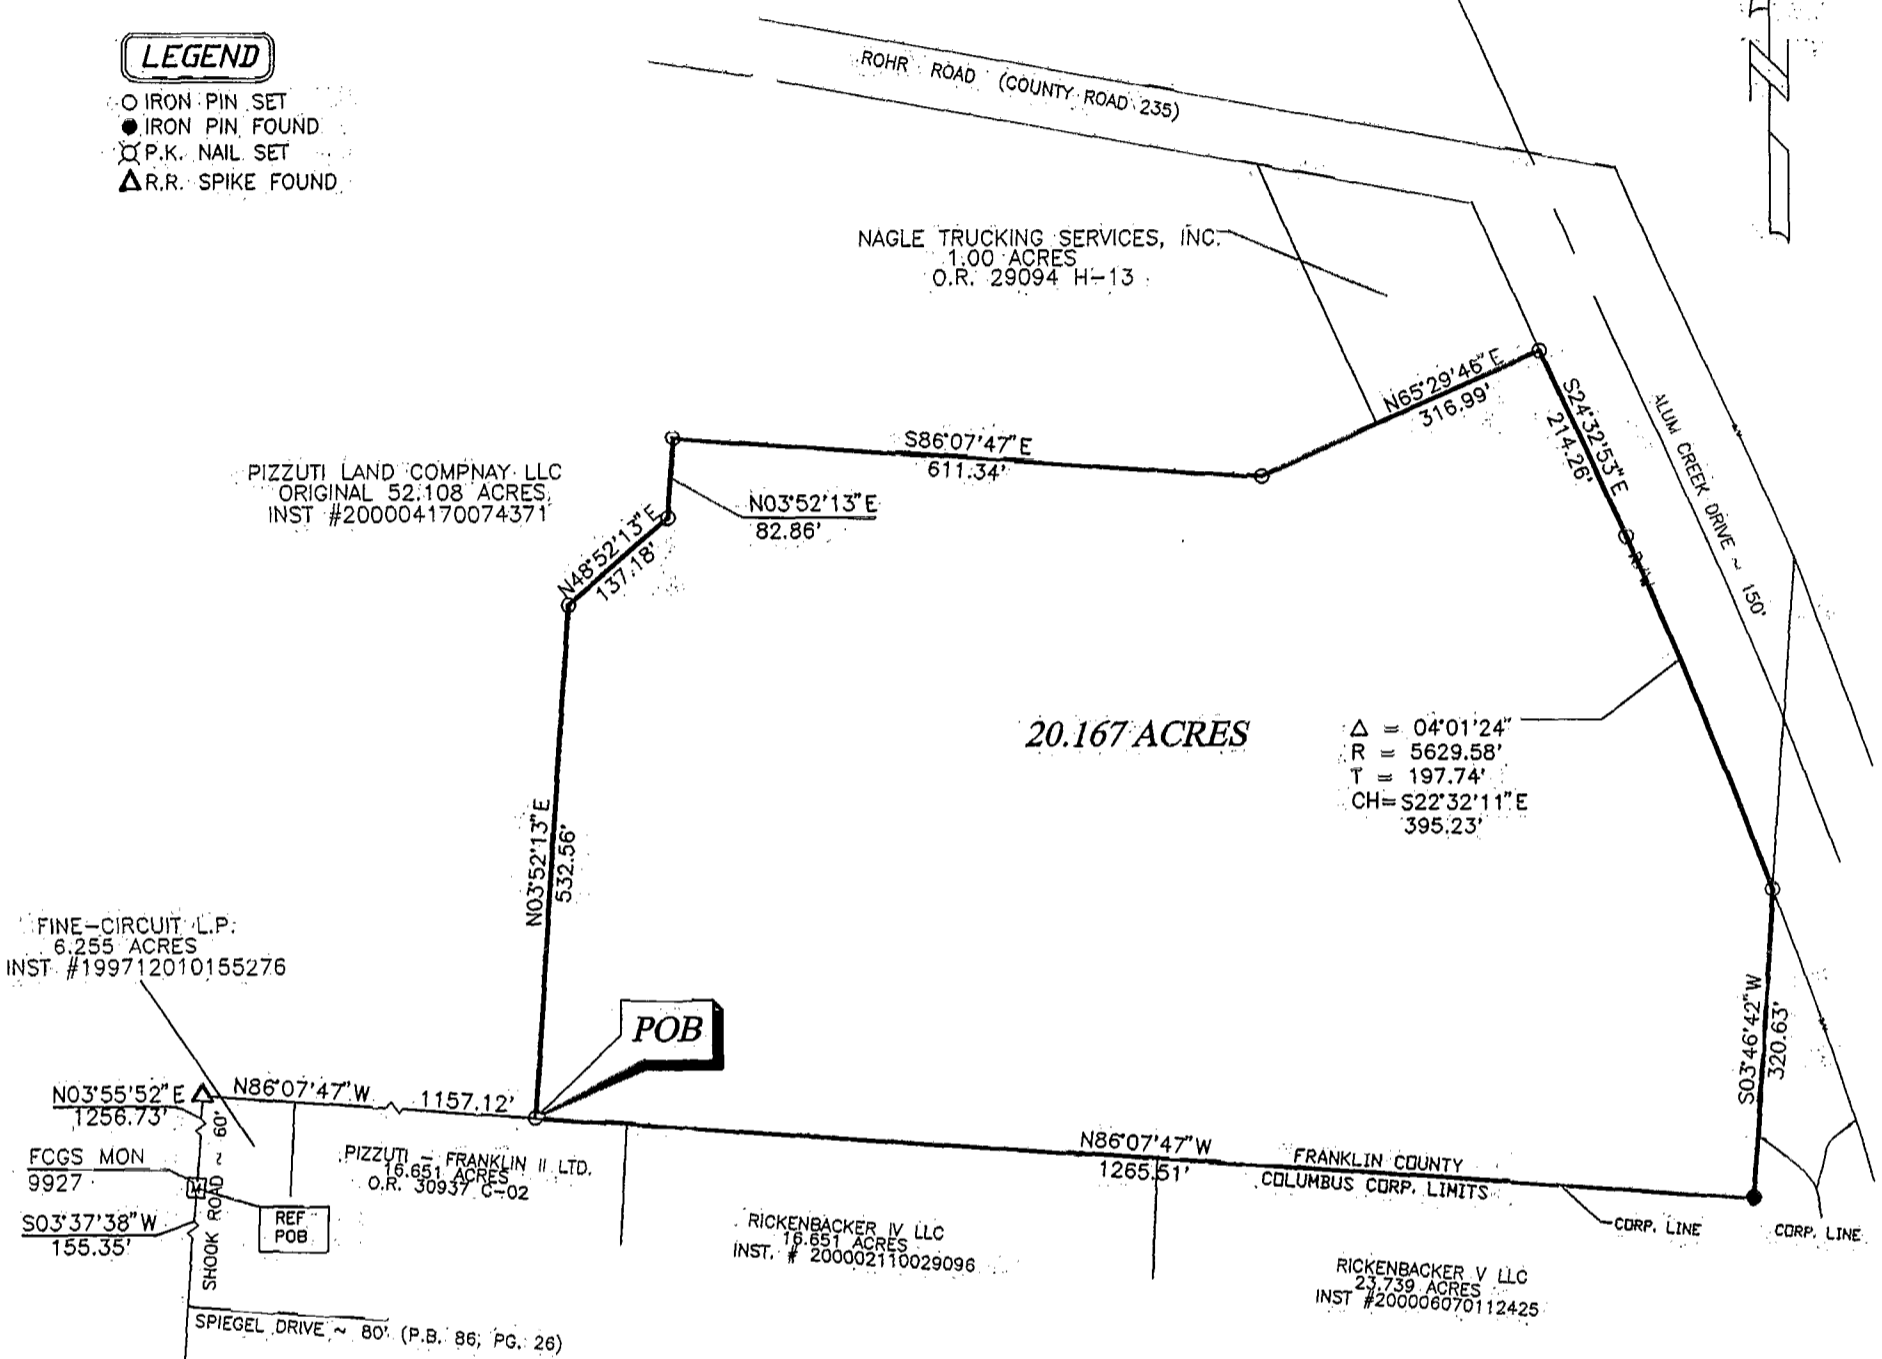 LEGEND
IRON PIN SET
IRON PIN FOUND
P.K. NAIL SET
R.R. SPIKE FOUND
ROHR ROAD (COUNTY ROAD 235)
N
NAGLE TRUCKING SERVICES, INC.
1.00 ACRES
O.R. 29094 H-13
N65°29'46"E
316.99'
S24°32'53"E
214.26'
R/W
ALUM CREEK DRIVE ~ 150'
S86°07'47"E
611.34'
PIZZUTI LAND COMPNAY LLC
ORIGINAL 52.108 ACRES
INST #200004170074371
N03°52'13"E
82.86'
N48°52'13"E
137.18'
20.167 ACRES
Δ = 04°01'24"
R = 5629.58'
T = 197.74'
CH=S22°32'11"E
395.23'
N03°52'13"E
532.56'
FINE-CIRCUIT L.P.
6.255 ACRES
INST #199712010155276
POB
S03°46'42"W
320.63'
N03°55'52"E
1256.73'
N86°07'47"W 1157.12'
FCGS MON
9927
M
S03°37'38"W
155.35'
SHOOK ROAD ~ 60'
REF
POB
PIZZUTI - FRANKLIN II LTD.
16.651 ACRES
O.R. 30937 C-02
N86°07'47"W
1265.51'
FRANKLIN COUNTY
COLUMBUS CORP. LIMITS
CORP. LINE
CORP. LINE
RICKENBACKER IV LLC
16.651 ACRES
INST. # 200002110029096
RICKENBACKER V LLC
23.739 ACRES
INST #200006070112425
SPIEGEL DRIVE ~ 80' (P.B. 86, PG. 26)